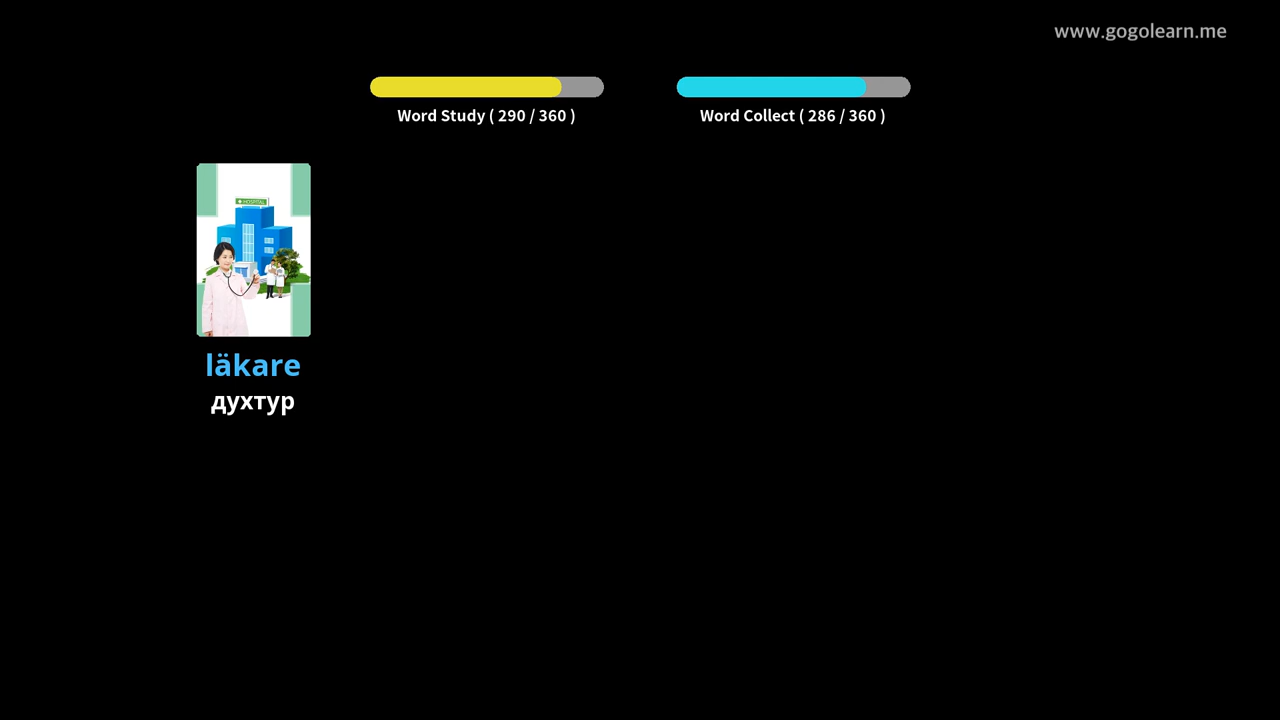 www.gogolearn.me
Word Study ( 290 / 360 )
Word Collect ( 286 / 360 )
HOSPITAL
läkare
духтур